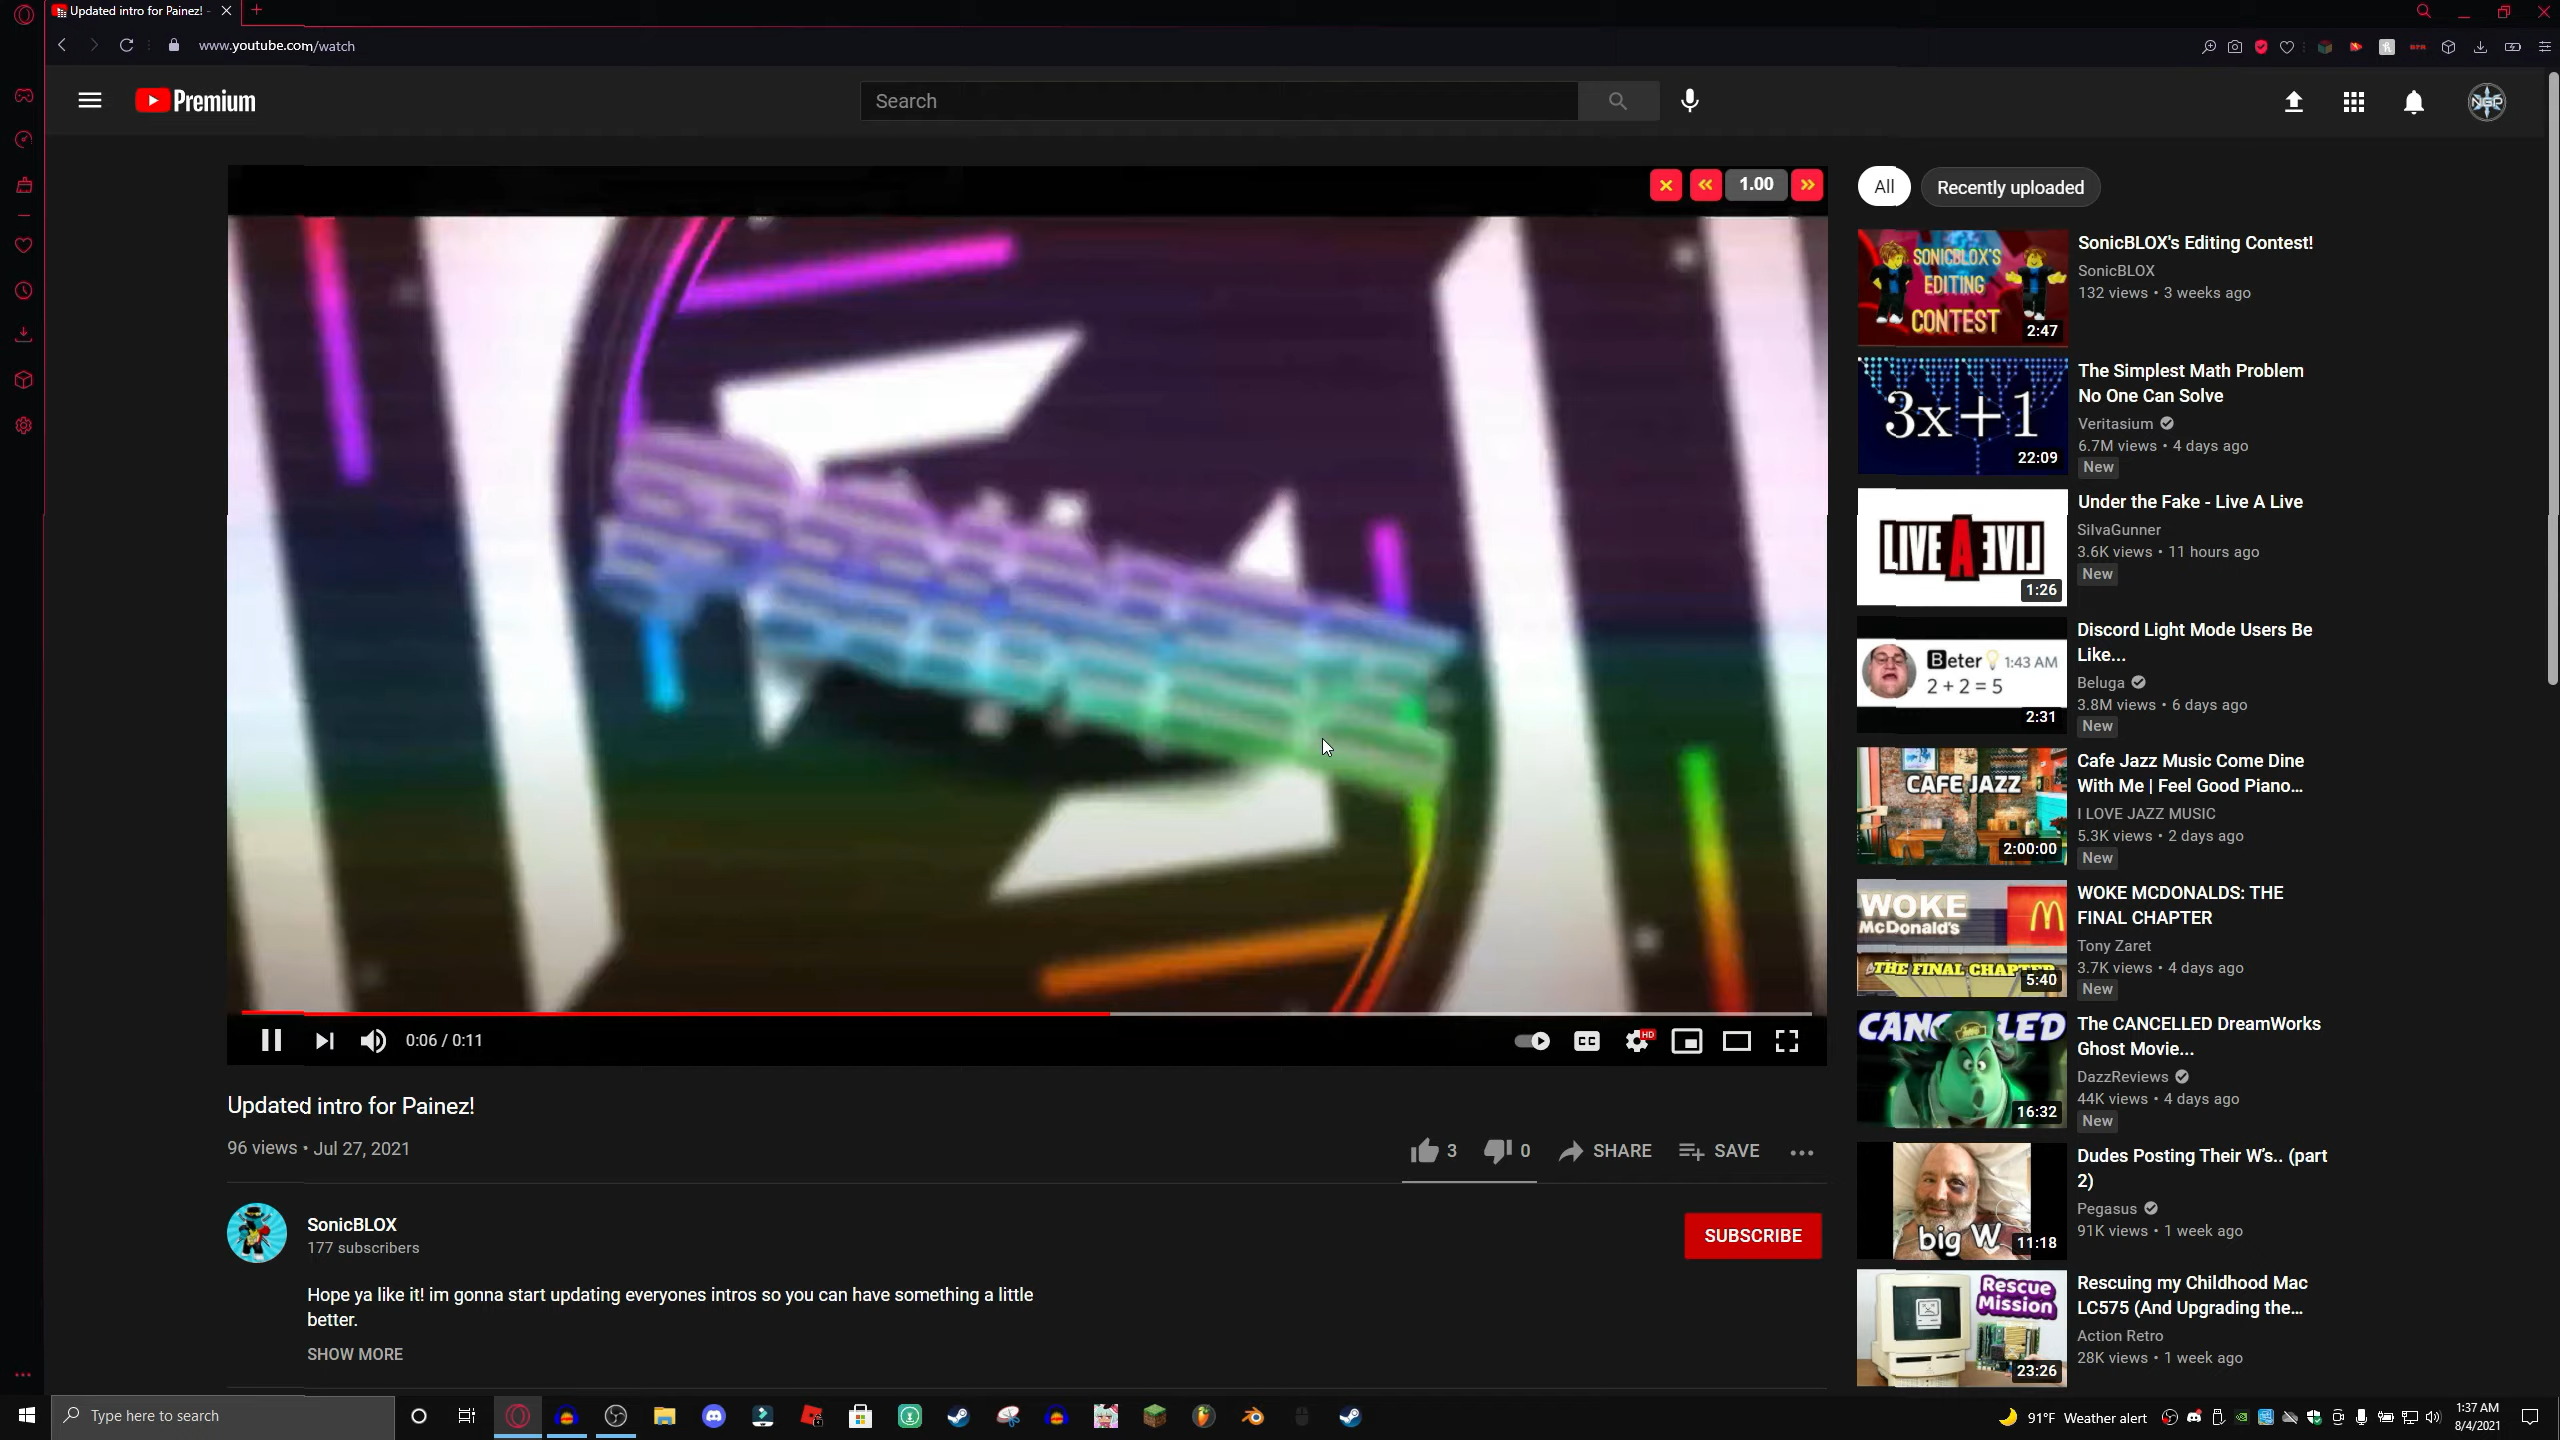 Updated intro for Painez! -
www.youtube.com/watch
Premium
Search
NGP
1.00
All
Recently uploaded
SONICBLOX'S
EDITING
CONTEST
2:47
SonicBLOX's Editing Contest!
SonicBLOX
132 views • 3 weeks ago
3x+1
22:09
The Simplest Math Problem
No One Can Solve
Veritasium
6.7M views • 4 days ago
New
LIVE A EVIL
1:26
Under the Fake - Live A Live
SilvaGunner
3.6K views • 11 hours ago
New
Beter 1:43 AM
2 + 2 = 5
2:31
Discord Light Mode Users Be
Like...
Beluga
3.8M views • 6 days ago
New
CAFE JAZZ
2:00:00
Cafe Jazz Music Come Dine
With Me | Feel Good Piano...
I LOVE JAZZ MUSIC
5.3K views • 2 days ago
New
WOKE
McDonald's
THE FINAL CHAPTER
5:40
WOKE MCDONALDS: THE
FINAL CHAPTER
Tony Zaret
3.7K views • 4 days ago
New
CANCELLED
16:32
The CANCELLED DreamWorks
Ghost Movie...
DazzReviews
44K views • 4 days ago
New
big W
11:18
Dudes Posting Their W's.. (part
2)
Pegasus
91K views • 1 week ago
Rescue
Mission
23:26
Rescuing my Childhood Mac
LC575 (And Upgrading the...
Action Retro
28K views • 1 week ago
0:06 / 0:11
CC
HD
Updated intro for Painez!
96 views • Jul 27, 2021
3
0
SHARE
SAVE
SonicBLOX
177 subscribers
SUBSCRIBE
Hope ya like it! im gonna start updating everyones intros so you can have something a little
better.
SHOW MORE
Type here to search
91°F Weather alert
1:37 AM
8/4/2021